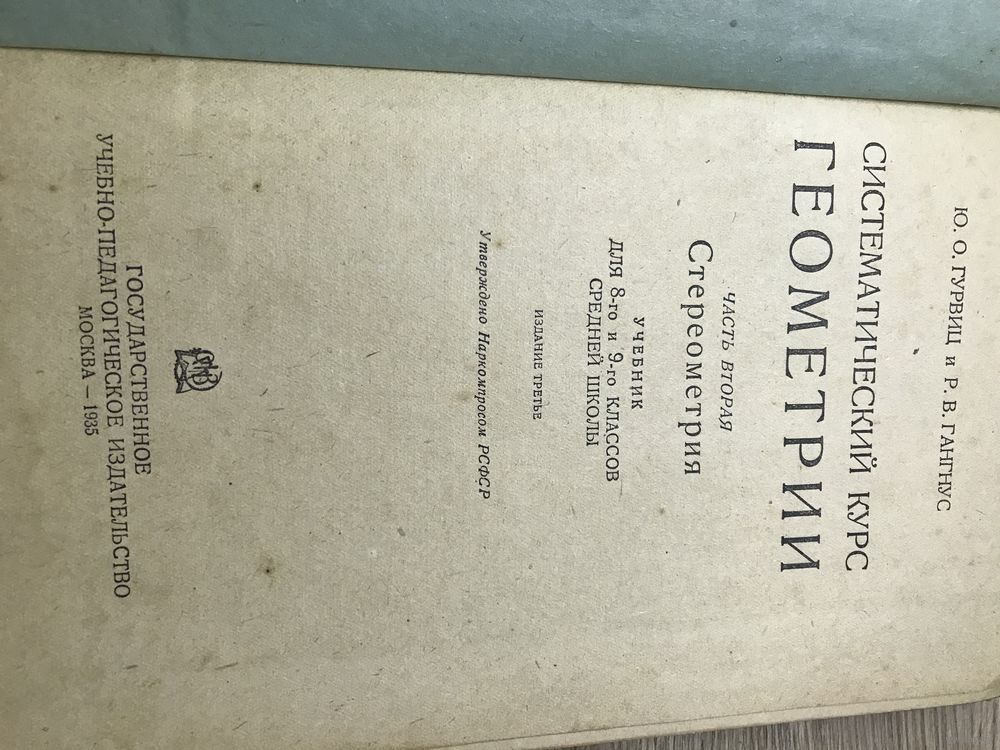 Ю. О. ГУРВИЦ и Р. В. ГАНГНУС
СИСТЕМАТИЧЕСКИЙ КУРС
ГЕОМЕТРИИ
ЧАСТЬ ВТОРАЯ
Стереометрия
УЧЕБНИК
ДЛЯ 8-го и 9-го КЛАССОВ
СРЕДНЕЙ ШКОЛЫ
ИЗДАНИЕ ТРЕТЬЕ
Утверждено Наркомпросом РСФСР
ГОСУДАРСТВЕННОЕ
УЧЕБНО-ПЕДАГОГИЧЕСКОЕ ИЗДАТЕЛЬСТВО
МОСКВА — 1935